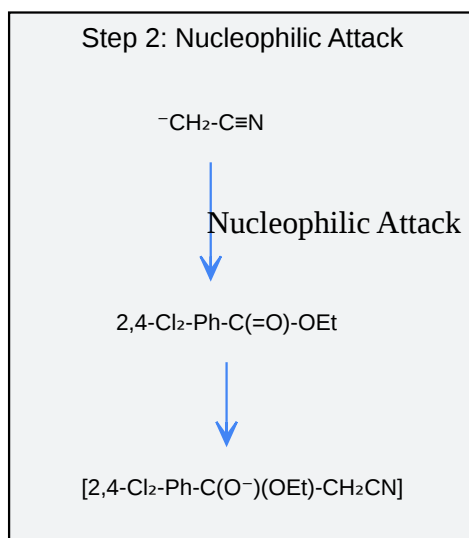 Step 2: Nucleophilic Attack
⁻CH₂-C≡N
Nucleophilic Attack
2,4-Cl₂-Ph-C(=O)-OEt
[2,4-Cl₂-Ph-C(O⁻)(OEt)-CH₂CN]